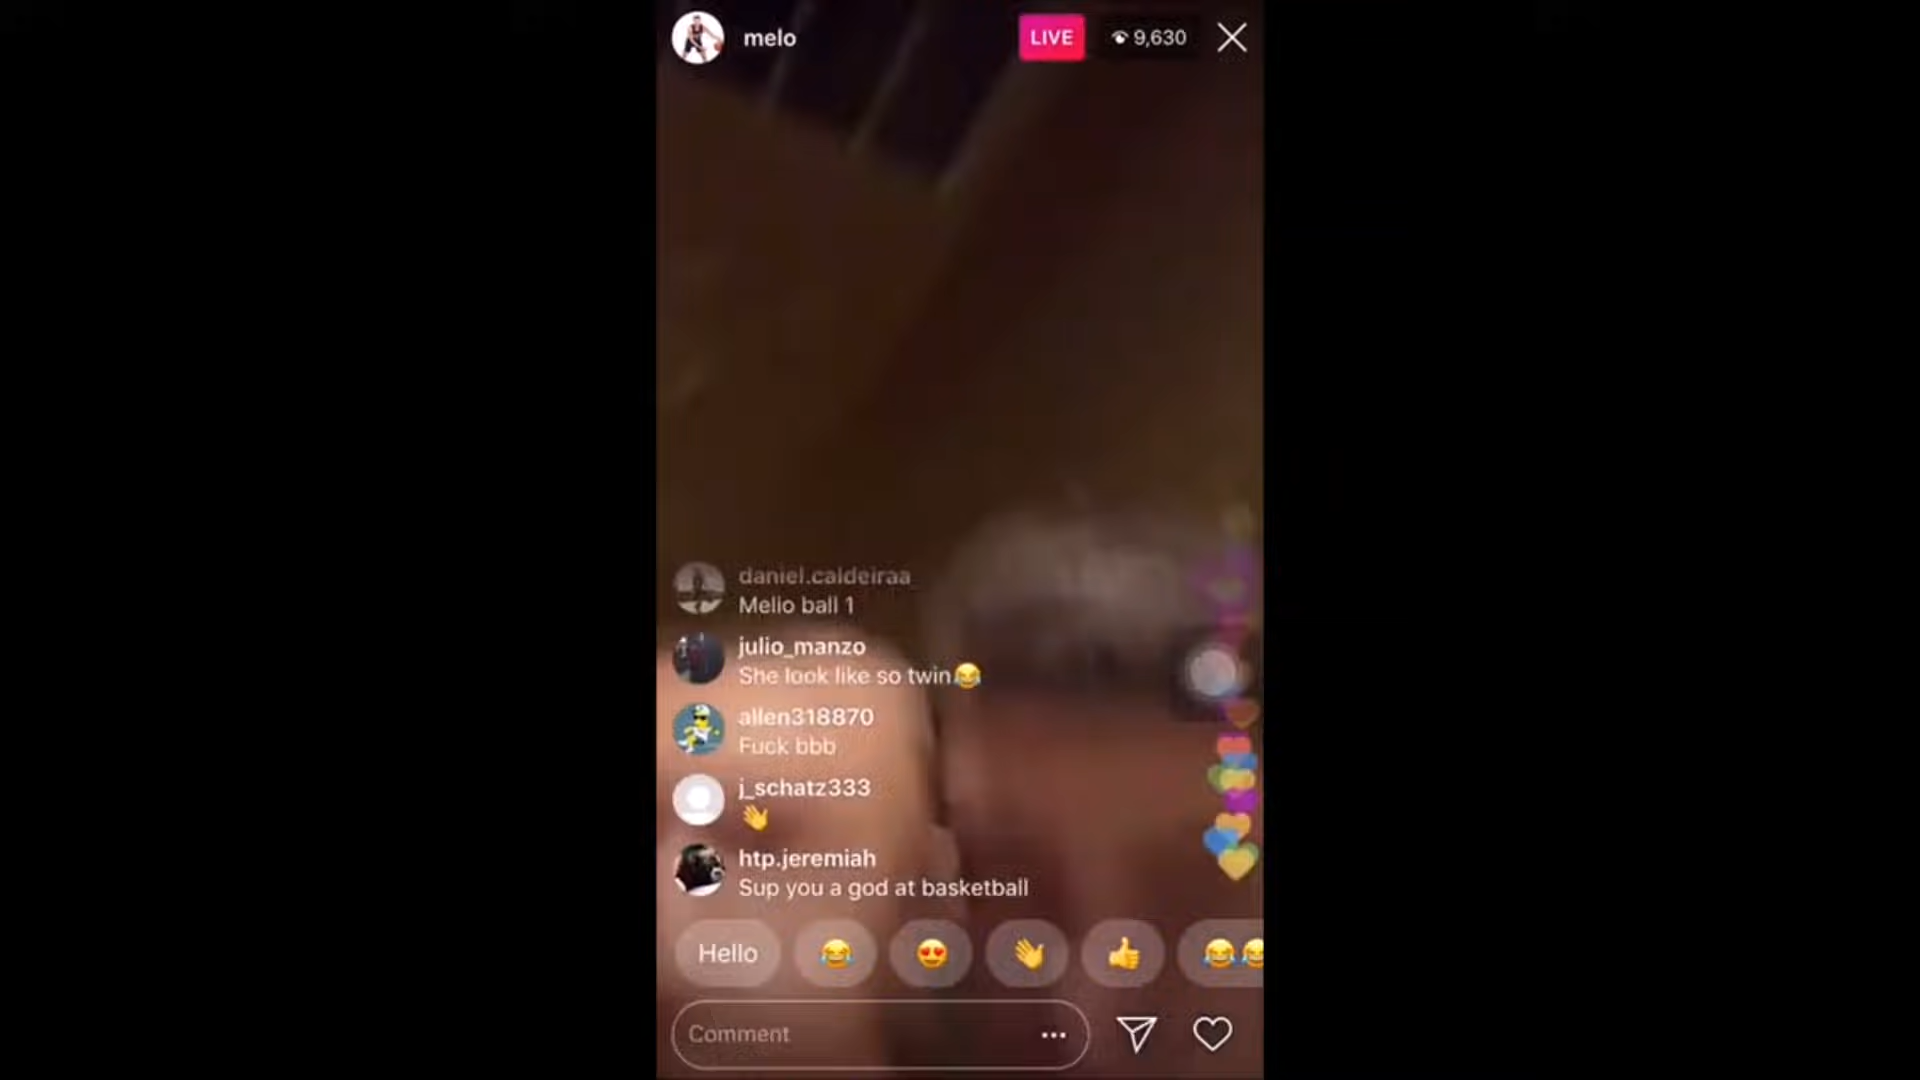 melo
LIVE
9,630
daniel.caldeiraa
Melio ball 1
julio_manzo
She look like so twin😂
allen318870
Fuck bbb
j_schatz333
👋
htp.jeremiah
Sup you a god at basketball
Hello 😂 😍 👋 👍 😂😂
Comment